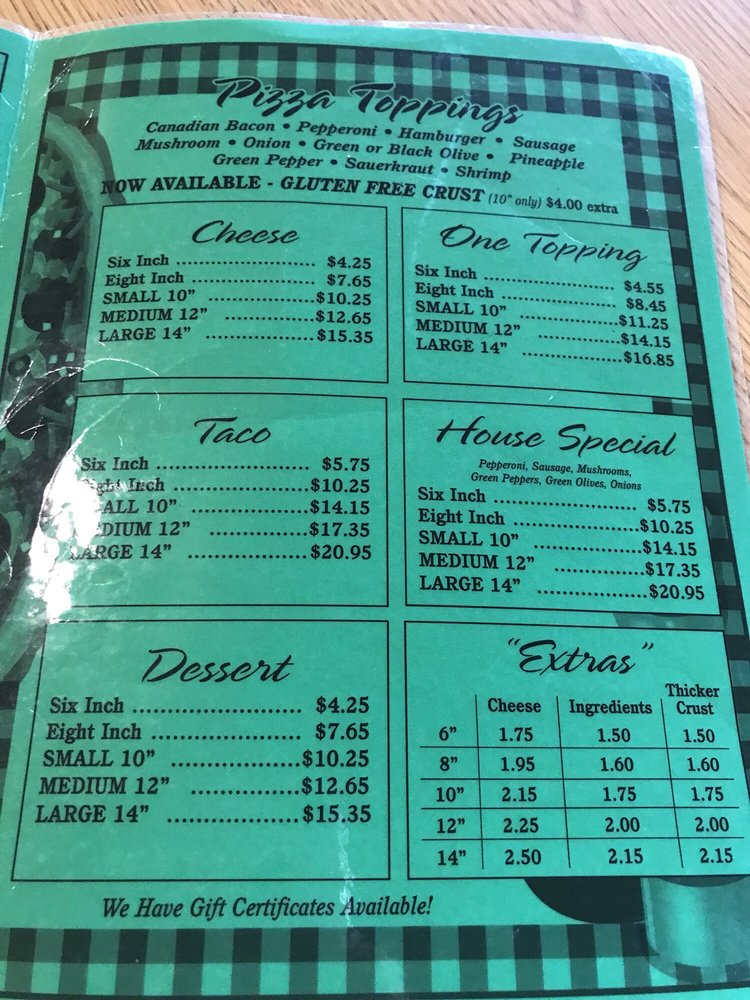 Pizza Toppings
Canadian Bacon • Pepperoni • Hamburger • Sausage
Mushroom • Onion • Green or Black Olive • Pineapple
Green Pepper • Sauerkraut • Shrimp
NOW AVAILABLE - GLUTEN FREE CRUST (10" only) $4.00 extra
Cheese
Six Inch .......................... $4.25
Eight Inch ....................... $7.65
SMALL 10" ....................$10.25
MEDIUM 12" .................$12.65
LARGE 14" ....................$15.35
One Topping
Six Inch .......................... $4.55
Eight Inch ....................... $8.45
SMALL 10" ....................$11.25
MEDIUM 12" .................$14.15
LARGE 14" ....................$16.85
Taco
Six Inch .......................... $5.75
Eight Inch .......................$10.25
SMALL 10" ....................$14.15
MEDIUM 12" .................$17.35
LARGE 14" ....................$20.95
House Special
Pepperoni, Sausage, Mushrooms,
Green Peppers, Green Olives, Onions
Six Inch .......................... $5.75
Eight Inch .......................$10.25
SMALL 10" ....................$14.15
MEDIUM 12" .................$17.35
LARGE 14" ....................$20.95
Dessert
Six Inch .......................... $4.25
Eight Inch ....................... $7.65
SMALL 10" ....................$10.25
MEDIUM 12" .................$12.65
LARGE 14" ....................$15.35
"Extras"
Cheese Ingredients Thicker Crust
6" 1.75 1.50 1.50
8" 1.95 1.60 1.60
10" 2.15 1.75 1.75
12" 2.25 2.00 2.00
14" 2.50 2.15 2.15
We Have Gift Certificates Available!